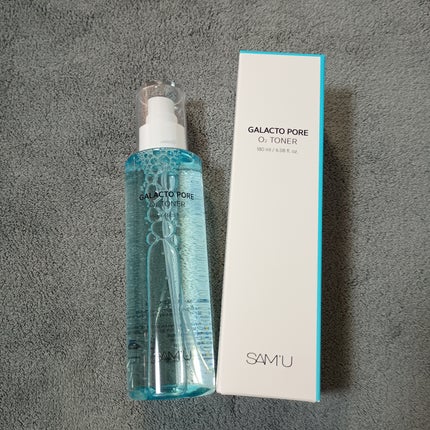 GALACTO PORE
O₂ TONER
GALACTO PORE
O₂ TONER
180 ml / 6.08 fl. oz.
SAM'U
SAM'U